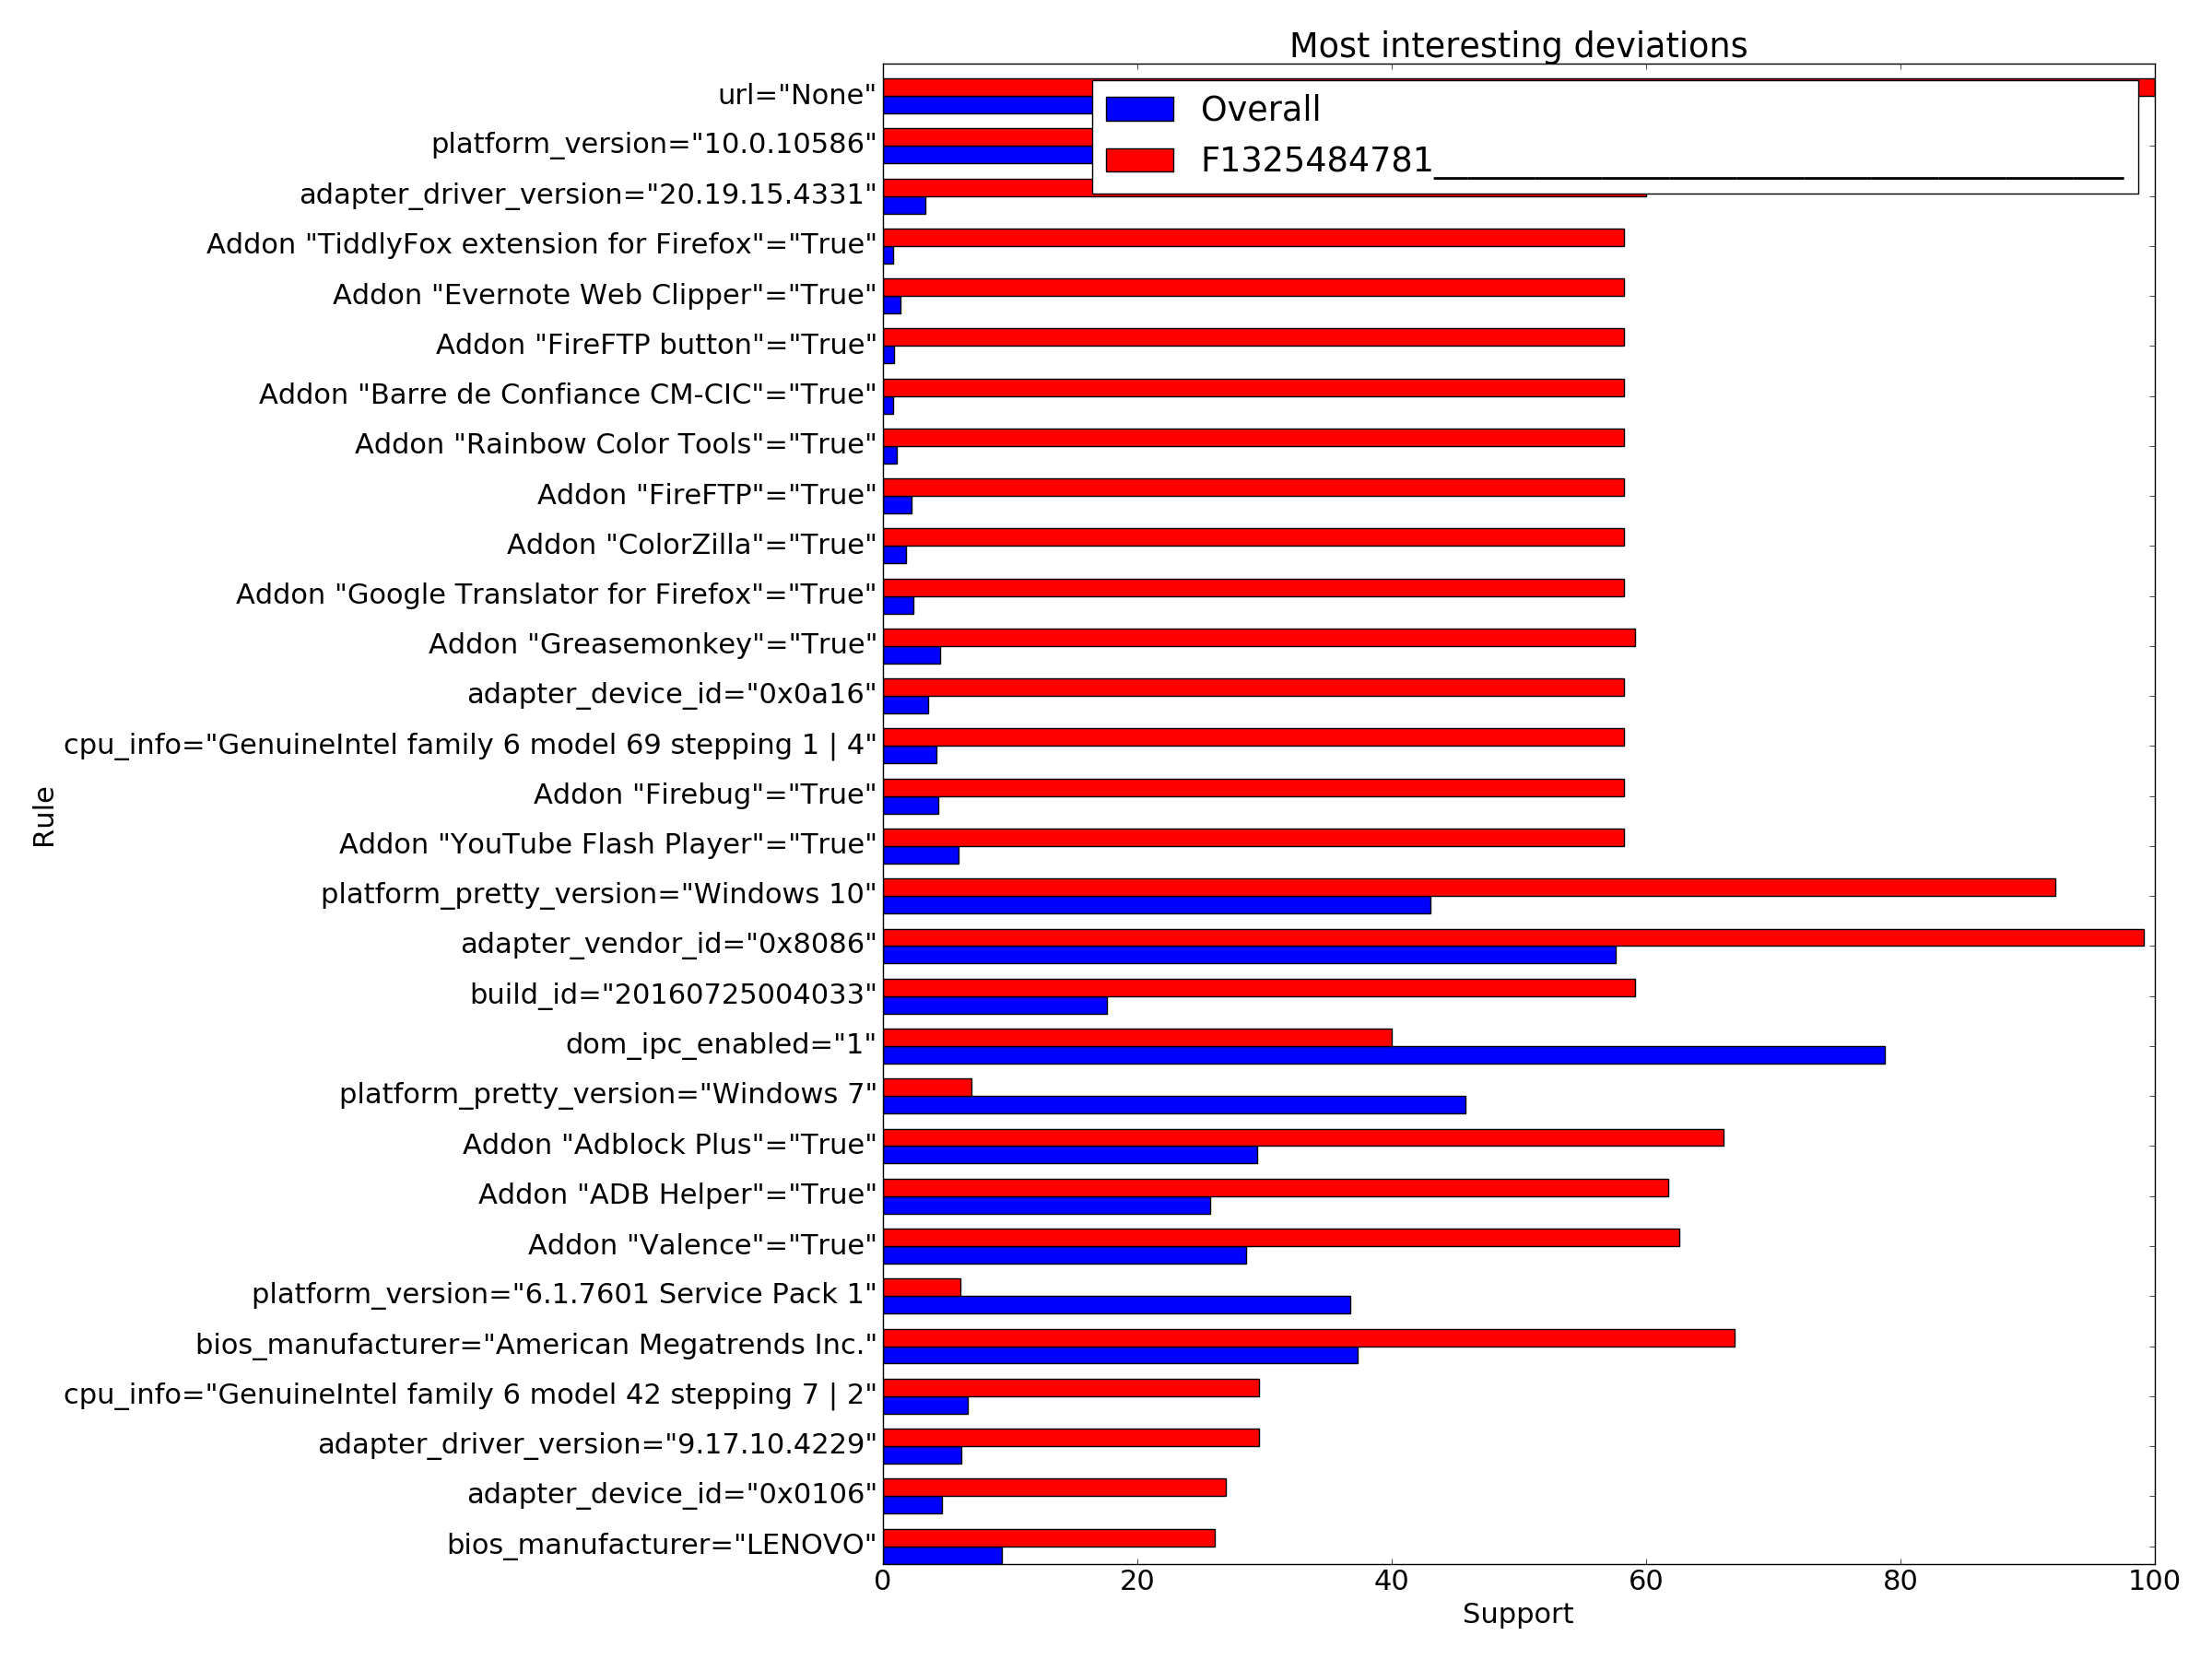 Most interesting deviations
Overall
F1325484781_________________________________________
url="None"
platform_version="10.0.10586"
adapter_driver_version="20.19.15.4331"
Addon "TiddlyFox extension for Firefox"="True"
Addon "Evernote Web Clipper"="True"
Addon "FireFTP button"="True"
Addon "Barre de Confiance CM-CIC"="True"
Addon "Rainbow Color Tools"="True"
Addon "FireFTP"="True"
Addon "ColorZilla"="True"
Addon "Google Translator for Firefox"="True"
Addon "Greasemonkey"="True"
adapter_device_id="0x0a16"
cpu_info="GenuineIntel family 6 model 69 stepping 1 | 4"
Addon "Firebug"="True"
Addon "YouTube Flash Player"="True"
platform_pretty_version="Windows 10"
adapter_vendor_id="0x8086"
build_id="20160725004033"
dom_ipc_enabled="1"
platform_pretty_version="Windows 7"
Addon "Adblock Plus"="True"
Addon "ADB Helper"="True"
Addon "Valence"="True"
platform_version="6.1.7601 Service Pack 1"
bios_manufacturer="American Megatrends Inc."
cpu_info="GenuineIntel family 6 model 42 stepping 7 | 2"
adapter_driver_version="9.17.10.4229"
adapter_device_id="0x0106"
bios_manufacturer="LENOVO"
Rule
0 20 40 60 80 100
Support